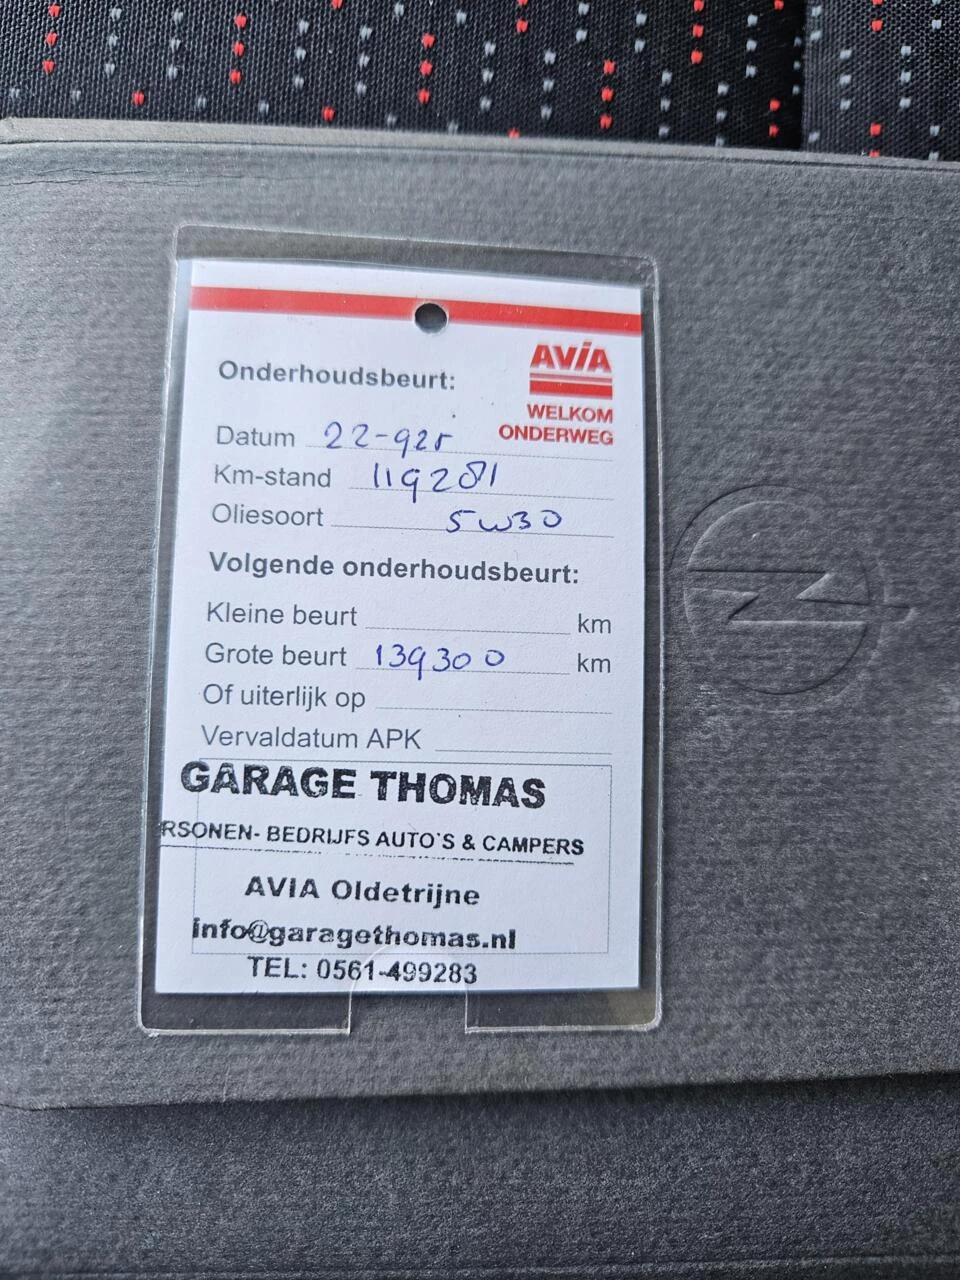 AVIA
WELKOM
ONDERWEG
Onderhoudsbeurt:
Datum 22-925
Km-stand 119281
Oliesoort 5w30
Volgende onderhoudsbeurt:
Kleine beurt km
Grote beurt 139300 km
Of uiterlijk op
Vervaldatum APK
GARAGE THOMAS
RSONEN- BEDRIJFS AUTO'S & CAMPERS
AVIA Oldetrijne
info@garagethomas.nl
TEL: 0561-499283